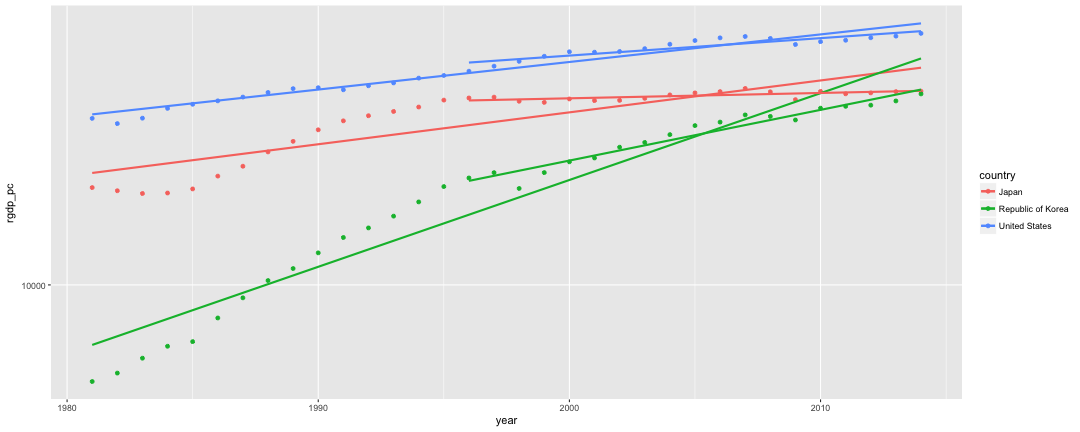 rgdp_pc
10000
1980
1990
2000
2010
year
country
Japan
Republic of Korea
United States